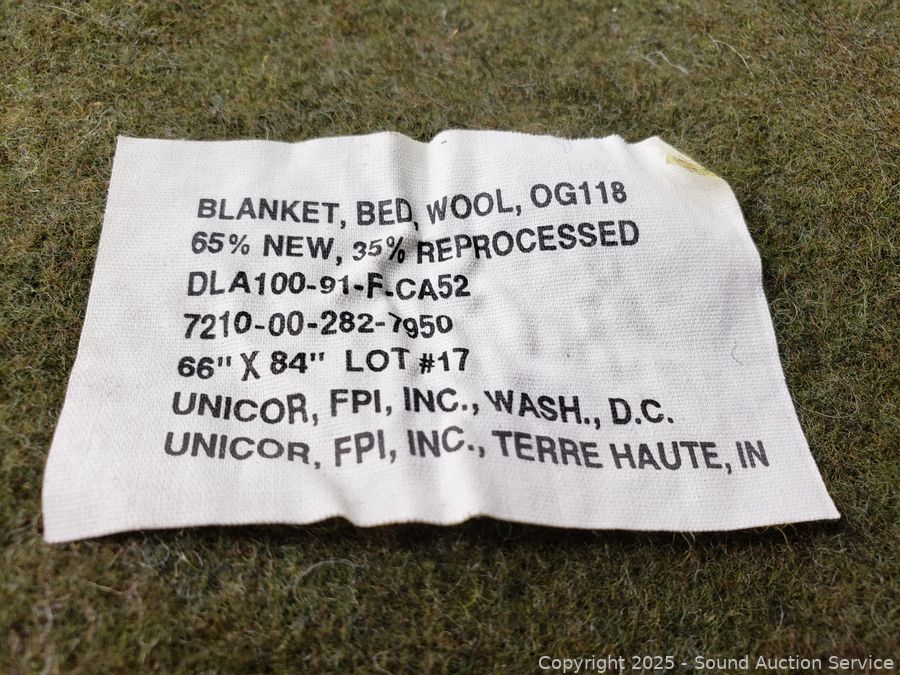 BLANKET, BED, WOOL, OG118
65% NEW, 35% REPROCESSED
DLA100-91-F-CA52
7210-00-282-7950
66" X 84" LOT #17
UNICOR, FPI, INC., WASH., D.C.
UNICOR, FPI, INC., TERRE HAUTE, IN
Copyright 2025 - Sound Auction Service